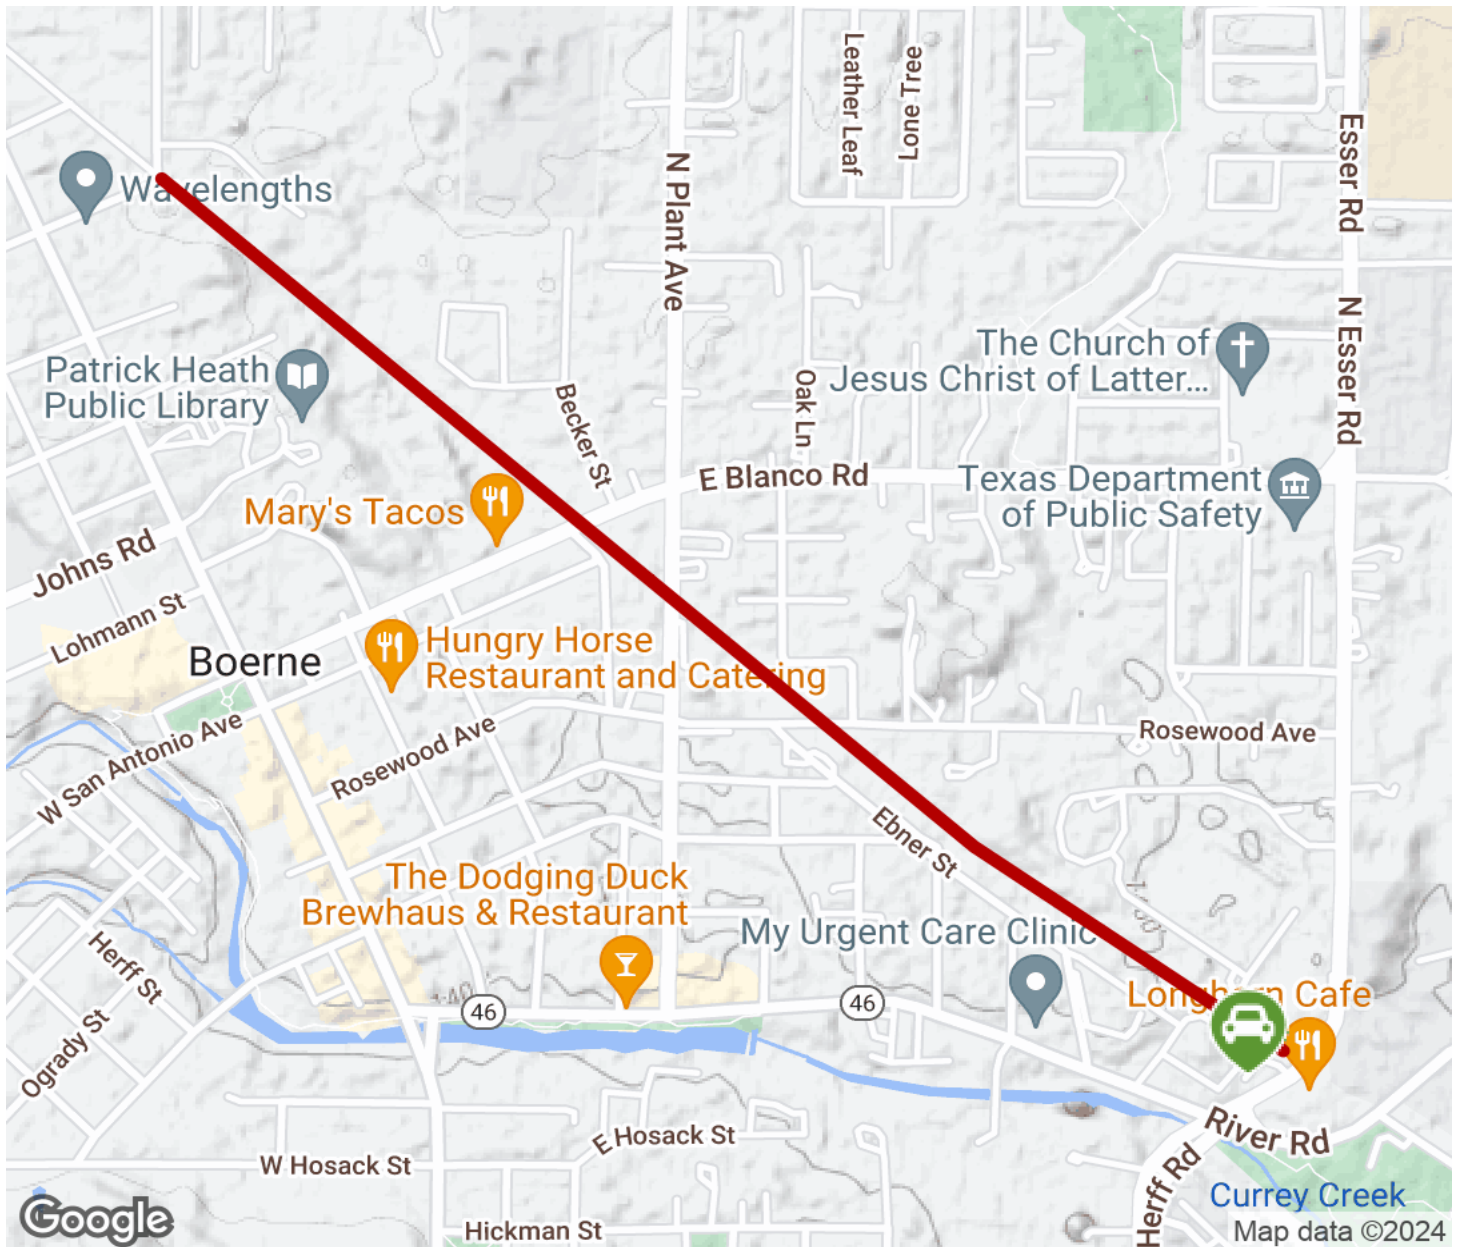 Leather Leaf
Lone Tree
Esser Rd
N Plant Ave
Wavelengths
N Esser Rd
The Church of
Jesus Christ of Latter...
Patrick Heath
Public Library
Becker St
Oak Ln
E Blanco Rd
Texas Department
of Public Safety
Mary's Tacos
Johns Rd
Lohmann St
Boerne
Hungry Horse
Restaurant and Catering
W San Antonio Ave
Rosewood Ave
Rosewood Ave
Ebner St
The Dodging Duck
Brewhaus & Restaurant
My Urgent Care Clinic
Herff St
Longhorn Cafe
46
46
Ogrady St
E Hosack St
River Rd
W Hosack St
Herff Rd
Currey Creek
Google
Hickman St
Map data ©2024